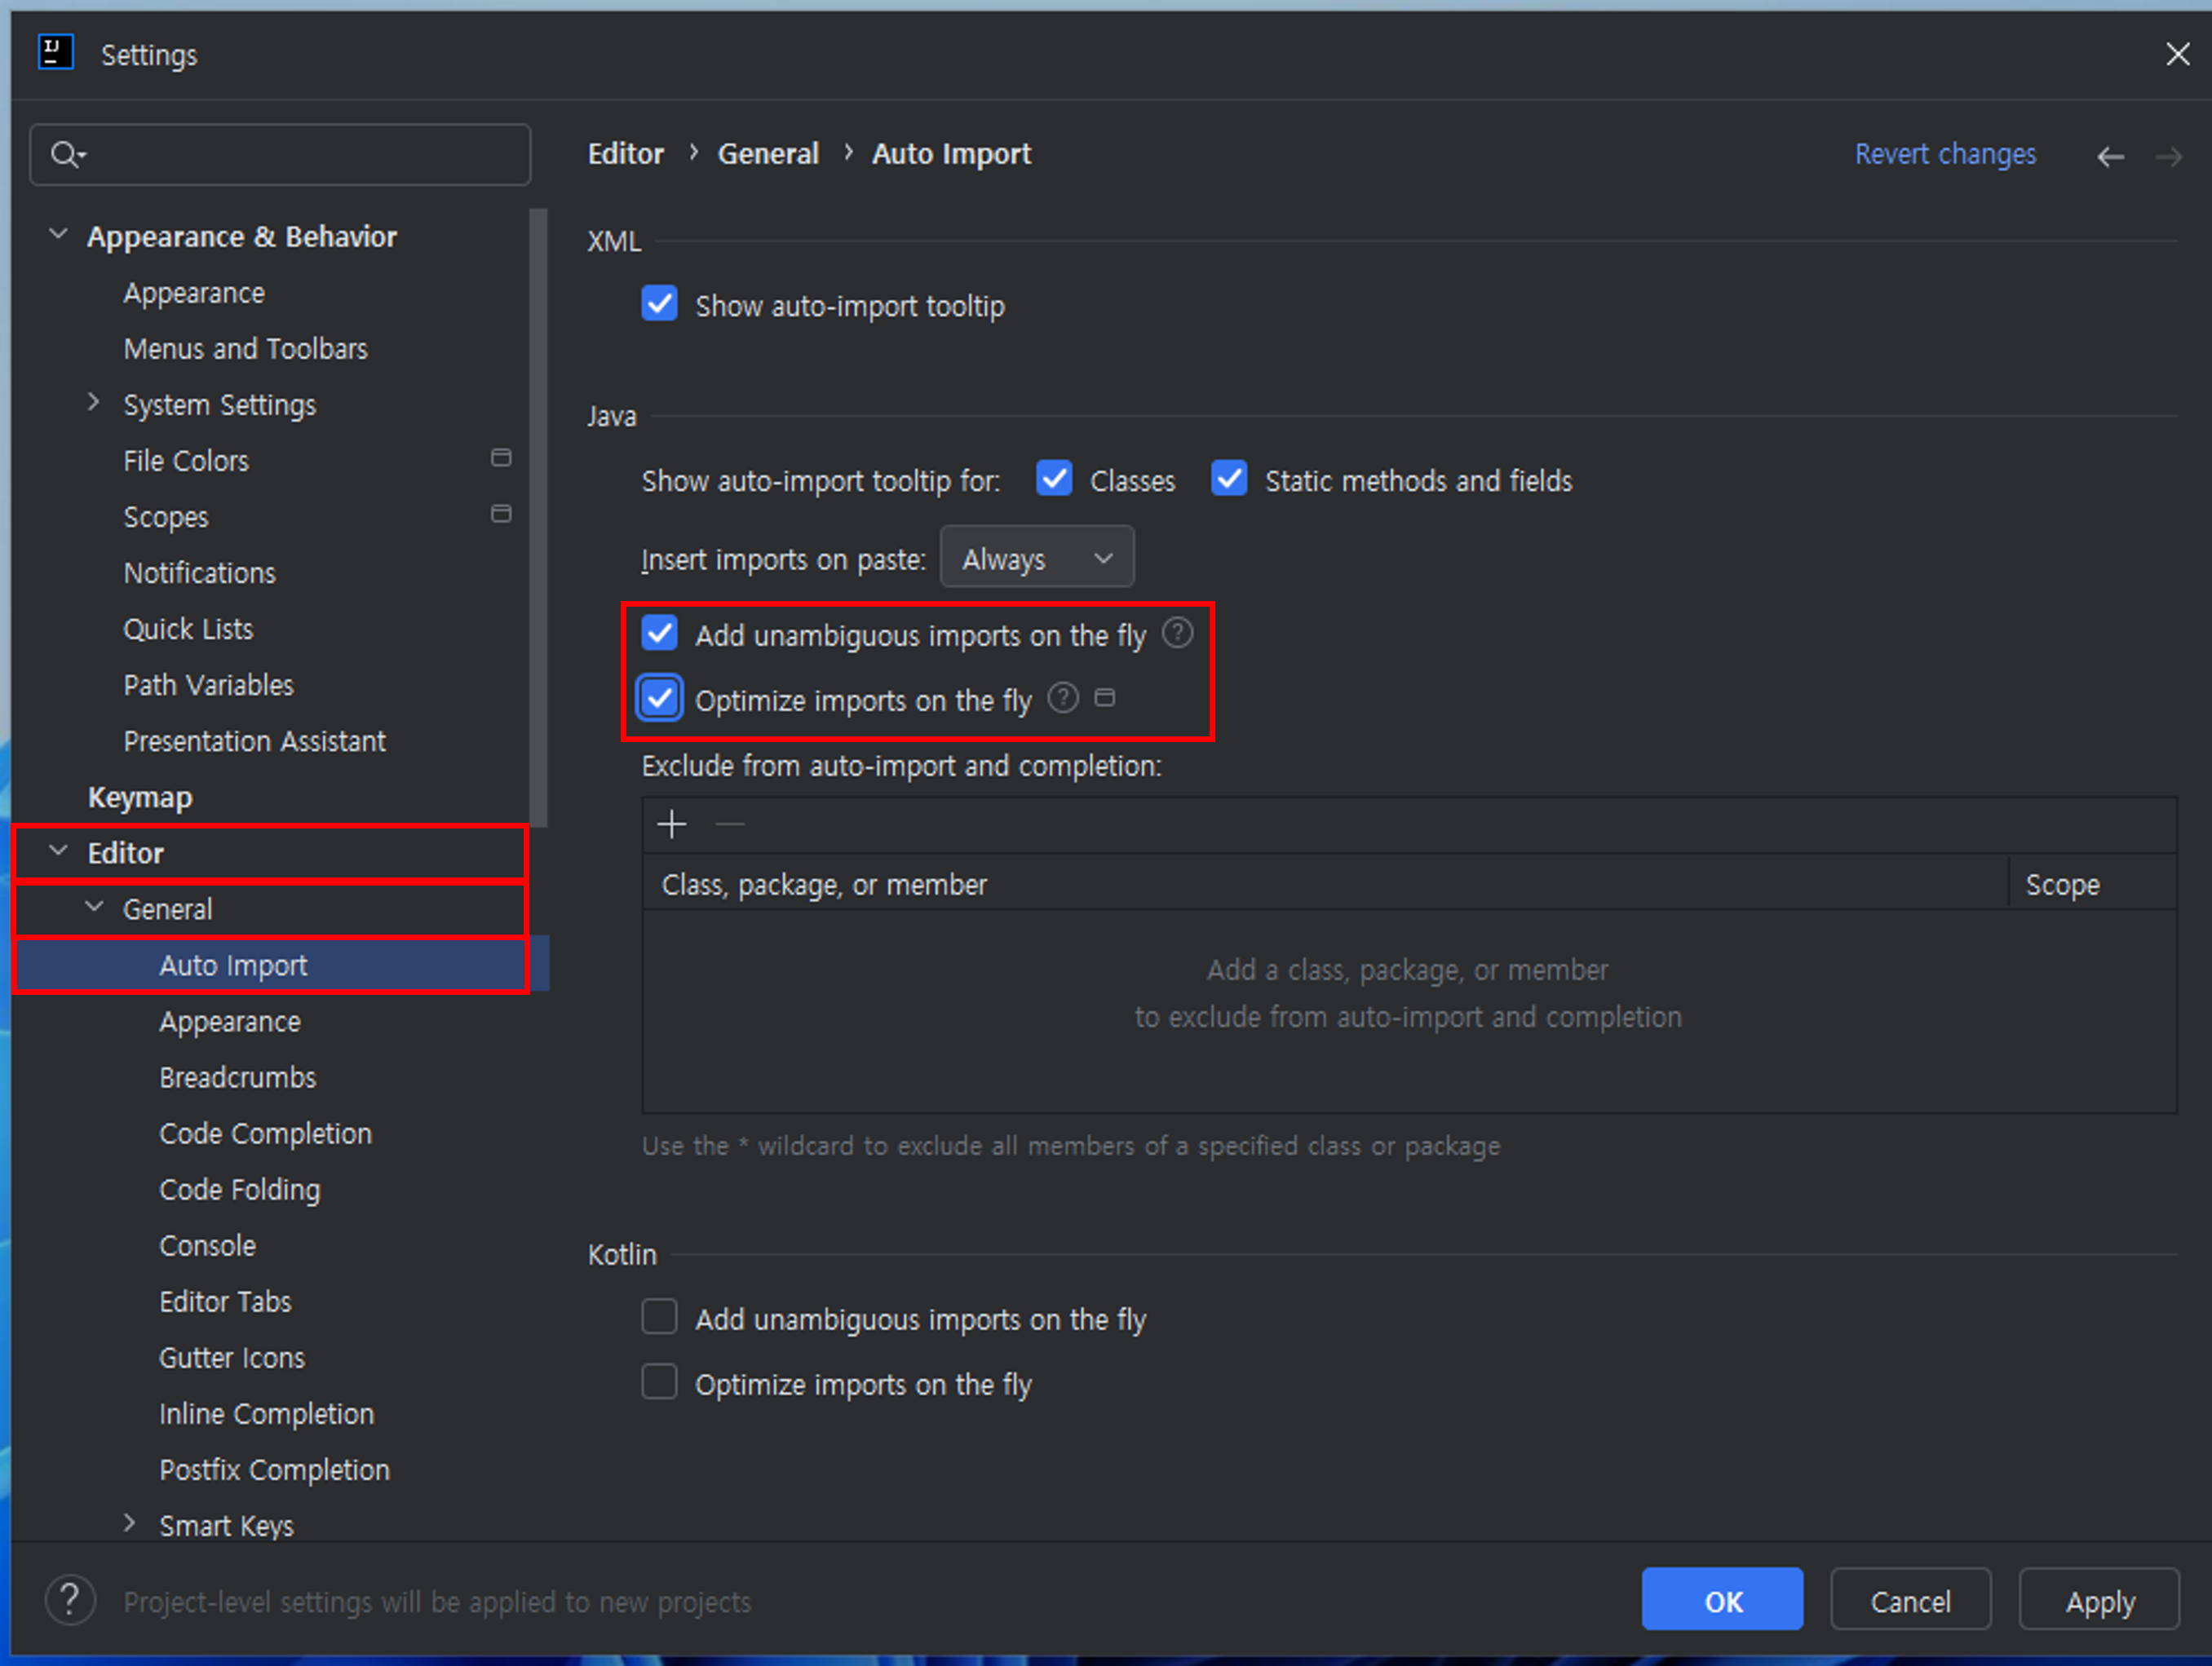 IJ
Settings
Editor › General › Auto Import
Revert changes
Appearance & Behavior
Appearance
Menus and Toolbars
System Settings
File Colors
Scopes
Notifications
Quick Lists
Path Variables
Presentation Assistant
Keymap
Editor
General
Auto Import
Appearance
Breadcrumbs
Code Completion
Code Folding
Console
Editor Tabs
Gutter Icons
Inline Completion
Postfix Completion
Smart Keys
XML
Show auto-import tooltip
Java
Show auto-import tooltip for: Classes Static methods and fields
Insert imports on paste: Always
Add unambiguous imports on the fly ?
Optimize imports on the fly ?
Exclude from auto-import and completion:
Class, package, or member Scope
Add a class, package, or member
to exclude from auto-import and completion
Use the * wildcard to exclude all members of a specified class or package
Kotlin
Add unambiguous imports on the fly
Optimize imports on the fly
? Project-level settings will be applied to new projects
OK Cancel Apply